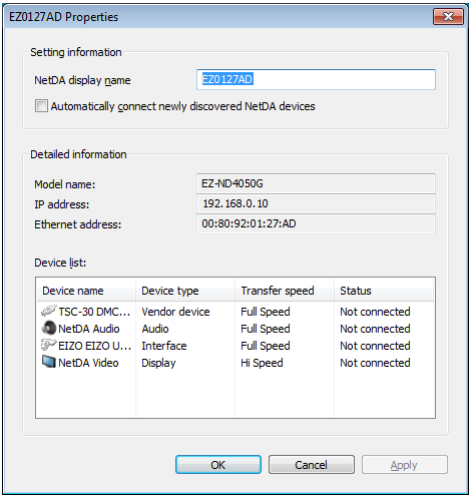 EZ0127AD Properties
Setting information
NetDA display name EZ0127AD
Automatically connect newly discovered NetDA devices
Detailed information
Model name: EZ-ND4050G
IP address: 192.168.0.10
Ethernet address: 00:80:92:01:27:AD
Device list:
Device name Device type Transfer speed Status
TSC-30 DMC... Vendor device Full Speed Not connected
NetDA Audio Audio Full Speed Not connected
EIZO EIZO U... Interface Full Speed Not connected
NetDA Video Display Hi Speed Not connected
OK Cancel Apply